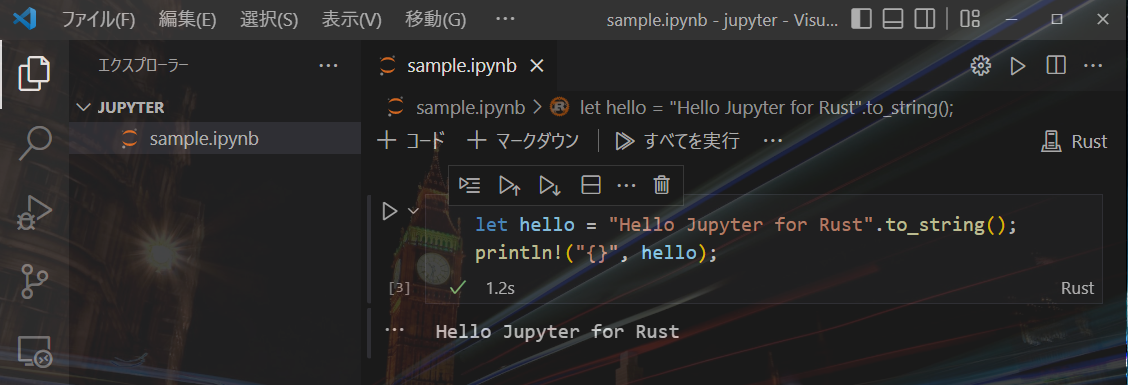 ファイル(F) 編集(E) 選択(S) 表示(V) 移動(G) ··· sample.ipynb - jupyter - Visu...
エクスプローラー ···
JUPYTER
sample.ipynb
sample.ipynb ···
sample.ipynb > let hello = "Hello Jupyter for Rust".to_string();
+ コード + マークダウン すべてを実行 ··· Rust
···
let hello = "Hello Jupyter for Rust".to_string();
println!("{}", hello);
[3] 1.2s Rust
··· Hello Jupyter for Rust